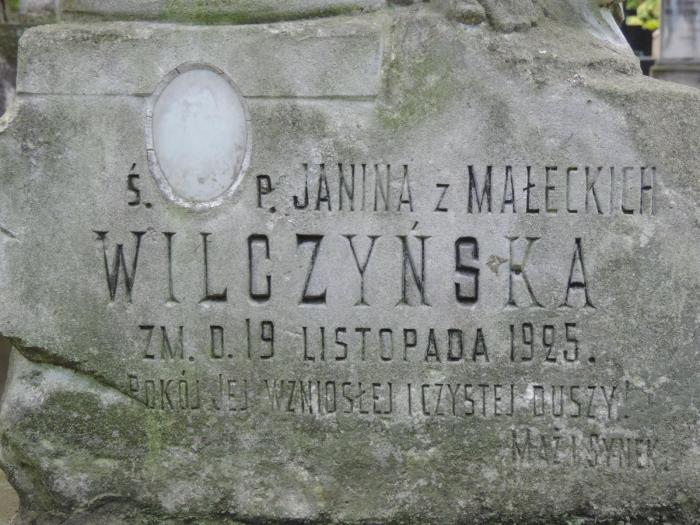 Ś. P. JANINA Z MAŁECKICH
WILCZYŃSKA
ZM. D. 19 LISTOPADA 1925.
POKÓJ JEJ WZNIOSŁEJ I CZYSTEJ DUSZY!
MĄŻ I SYNEK.